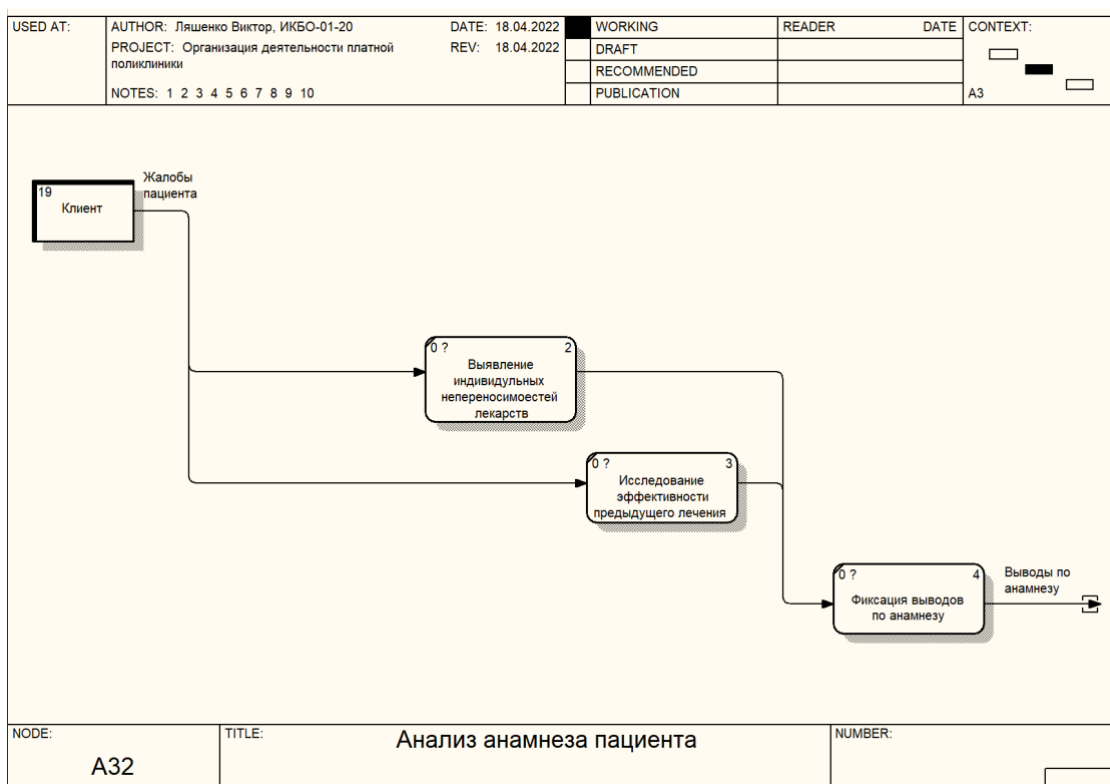 USED AT:
AUTHOR: Ляшенко Виктор, ИКБО-01-20
DATE: 18.04.2022
PROJECT: Организация деятельности платной
поликлиники
REV: 18.04.2022
NOTES: 1 2 3 4 5 6 7 8 9 10
WORKING
DRAFT
RECOMMENDED
PUBLICATION
READER
DATE
CONTEXT:
A3
19
Клиент
Жалобы
пациента
0 ?
2
Выявление
индивидульных
непереносимоестей
лекарств
0 ?
3
Исследование
эффективности
предыдущего лечения
0 ?
4
Фиксация выводов
по анамнезу
Выводы по
анамнезу
NODE:
A32
TITLE:
Анализ анамнеза пациента
NUMBER: